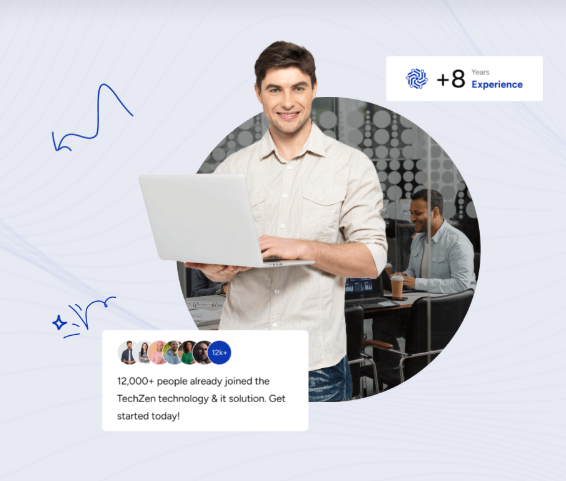 +8 Years
Experience
12k+
12,000+ people already joined the
TechZen technology & it solution. Get
started today!